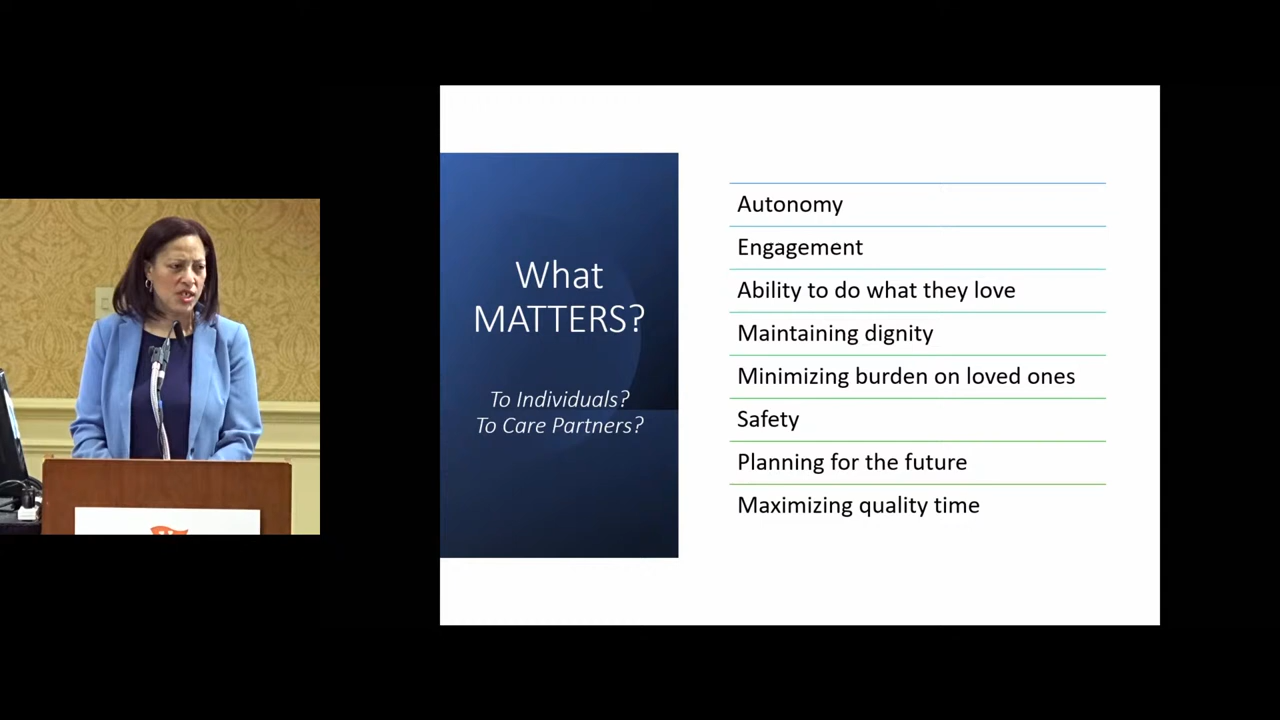 What
MATTERS?
To Individuals?
To Care Partners?
Autonomy
Engagement
Ability to do what they love
Maintaining dignity
Minimizing burden on loved ones
Safety
Planning for the future
Maximizing quality time